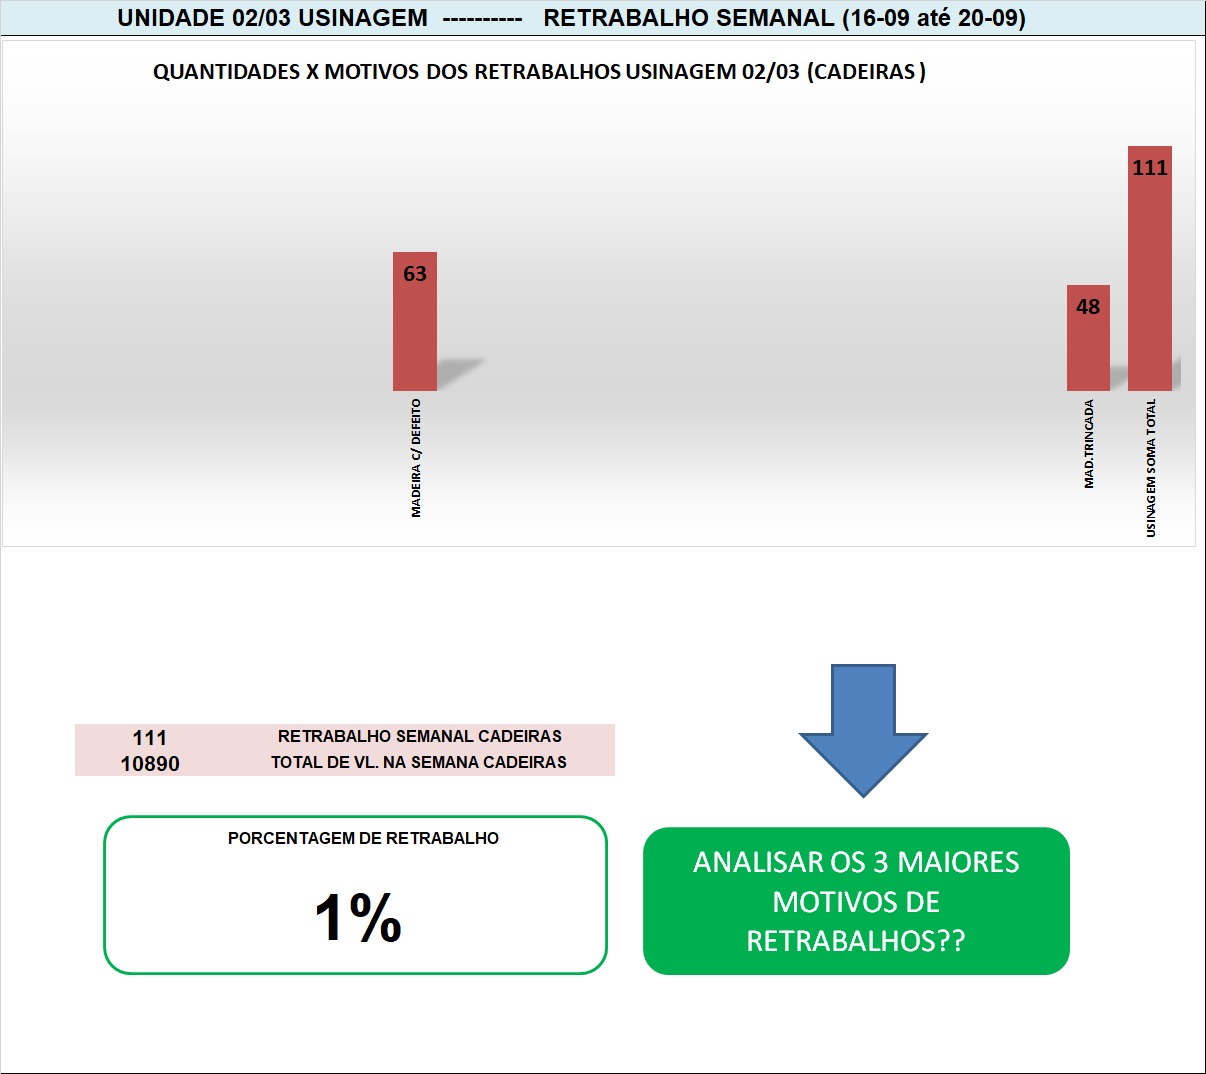 UNIDADE 02/03 USINAGEM ---------- RETRABALHO SEMANAL (16-09 até 20-09)
QUANTIDADES X MOTIVOS DOS RETRABALHOS USINAGEM 02/03 (CADEIRAS)
63
48
111
MADEIRA C/ DEFEITO
MAD.TRINCADA
USINAGEM SOMA TOTAL
111 RETRABALHO SEMANAL CADEIRAS
10890 TOTAL DE VL. NA SEMANA CADEIRAS
PORCENTAGEM DE RETRABALHO
1%
ANALISAR OS 3 MAIORES
MOTIVOS DE
RETRABALHOS??